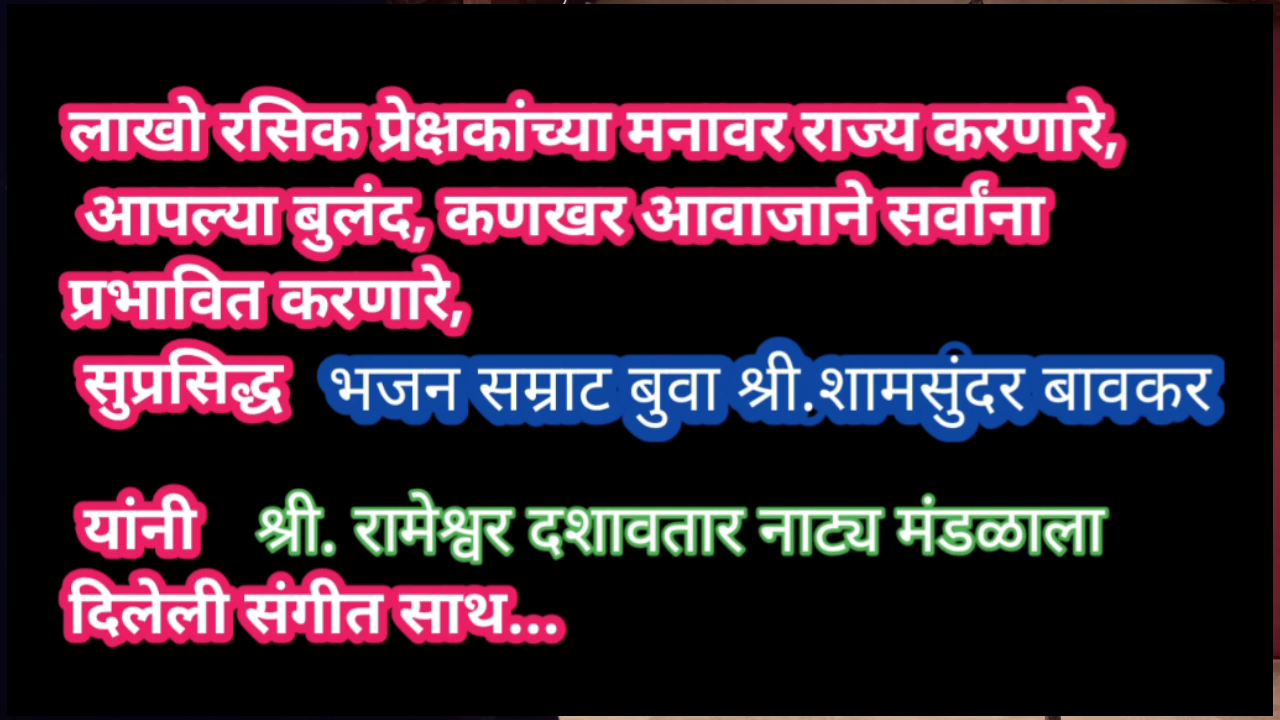 लाखो रसिक प्रेक्षकांच्या मनावर राज्य करणारे,
आपल्या बुलंद, कणखर आवाजाने सर्वांना
प्रभावित करणारे,
सुप्रसिद्ध भजन सम्राट बुवा श्री.शामसुंदर बावकर
यांनी श्री. रामेश्वर दशावतार नाट्य मंडळाला
दिलेली संगीत साथ...